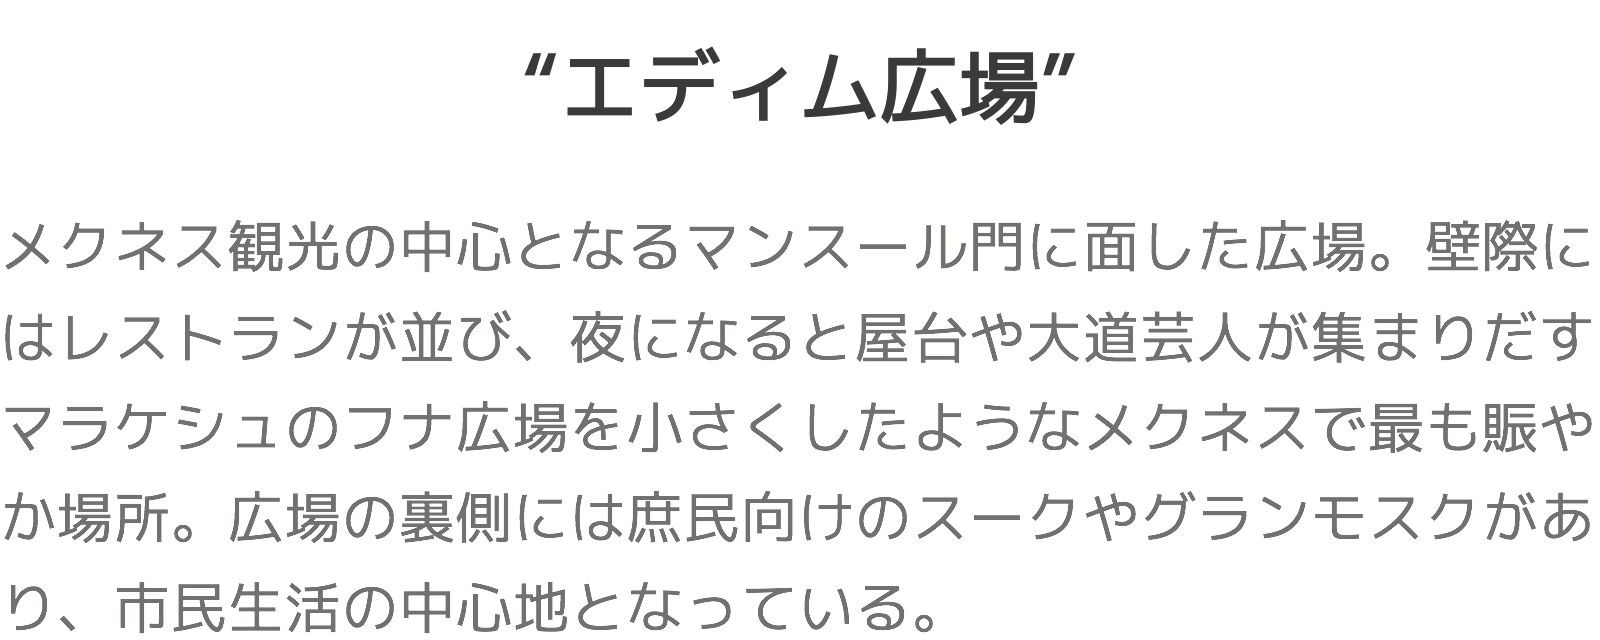 “エディム広場”
メクネス観光の中心となるマンスール門に面した広場。壁際に
はレストランが並び、夜になると屋台や大道芸人が集まりだす
マラケシュのフナ広場を小さくしたようなメクネスで最も賑や
か場所。広場の裏側には庶民向けのスークやグランモスクがあ
り、市民生活の中心地となっている。